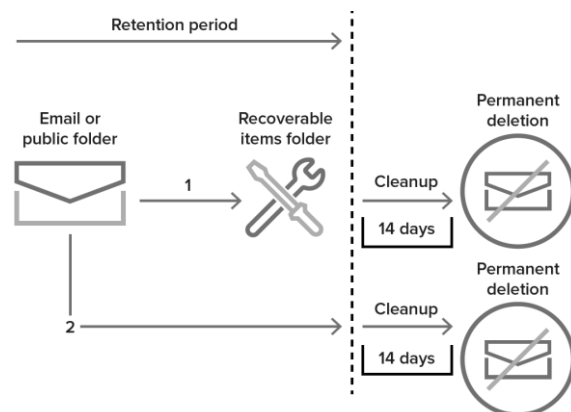 Retention period
Email or
public folder
Recoverable
items folder
Permanent
deletion
1
Cleanup
14 days
Permanent
deletion
2
Cleanup
14 days